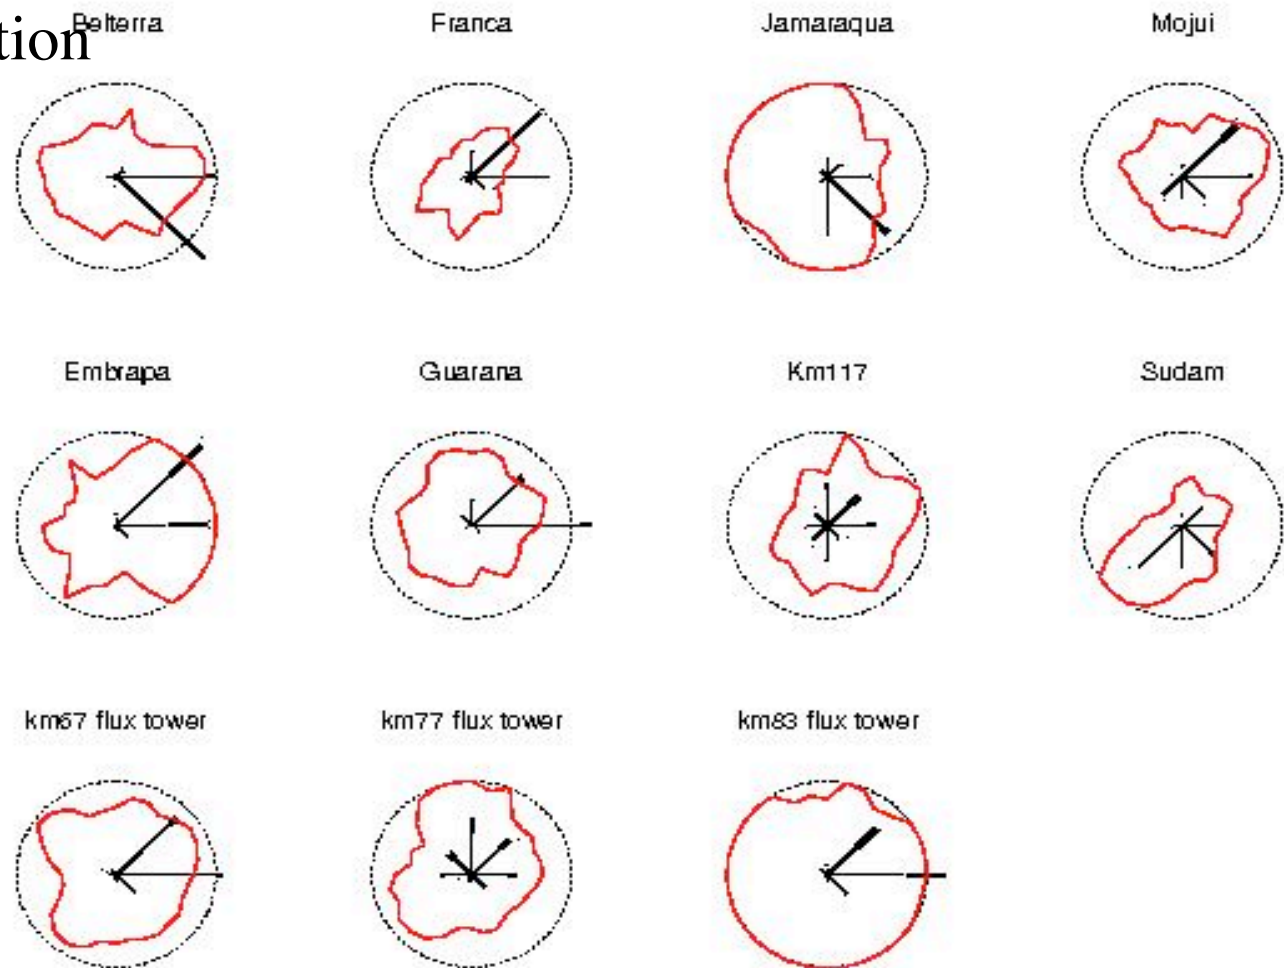 tion
Belterra
Franca
Jamaraqua
Mojui
Embrapa
Guarana
Km117
Sudam
km67 flux tower
km77 flux tower
km83 flux tower